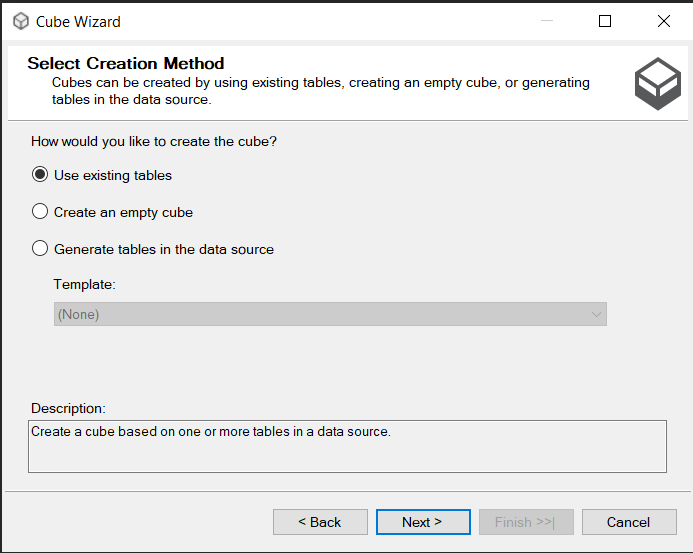 Cube Wizard
Select Creation Method
Cubes can be created by using existing tables, creating an empty cube, or generating
tables in the data source.
How would you like to create the cube?
Use existing tables
Create an empty cube
Generate tables in the data source
Template:
(None)
Description:
Create a cube based on one or more tables in a data source.
< Back
Next >
Finish >>|
Cancel